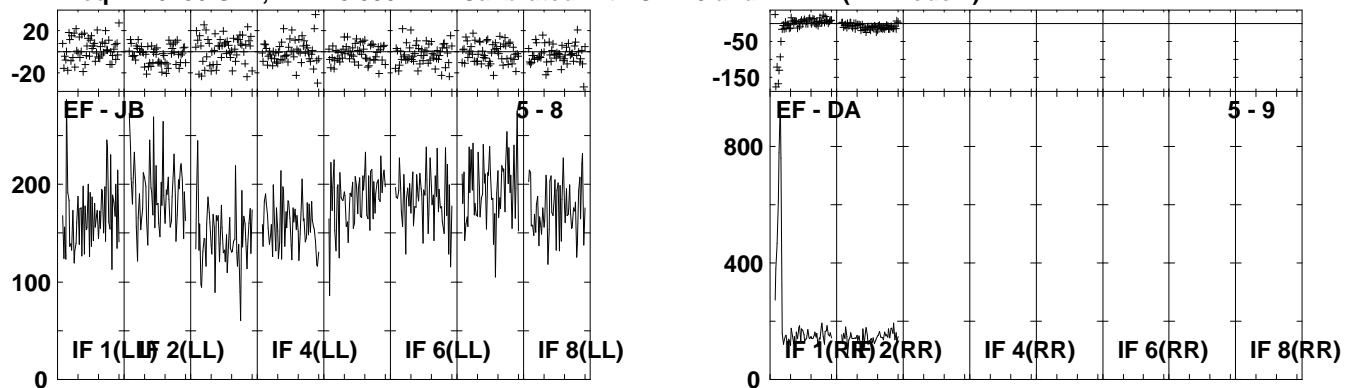 20
-20
EF - JB 5 - 8
200
100
0
IF 1(LL) IF 2(LL) IF 4(LL) IF 6(LL) IF 8(LL)
-50
-150
EF - DA 5 - 9
800
400
0
IF 1(RR) IF 2(RR) IF 4(RR) IF 6(RR) IF 8(RR)